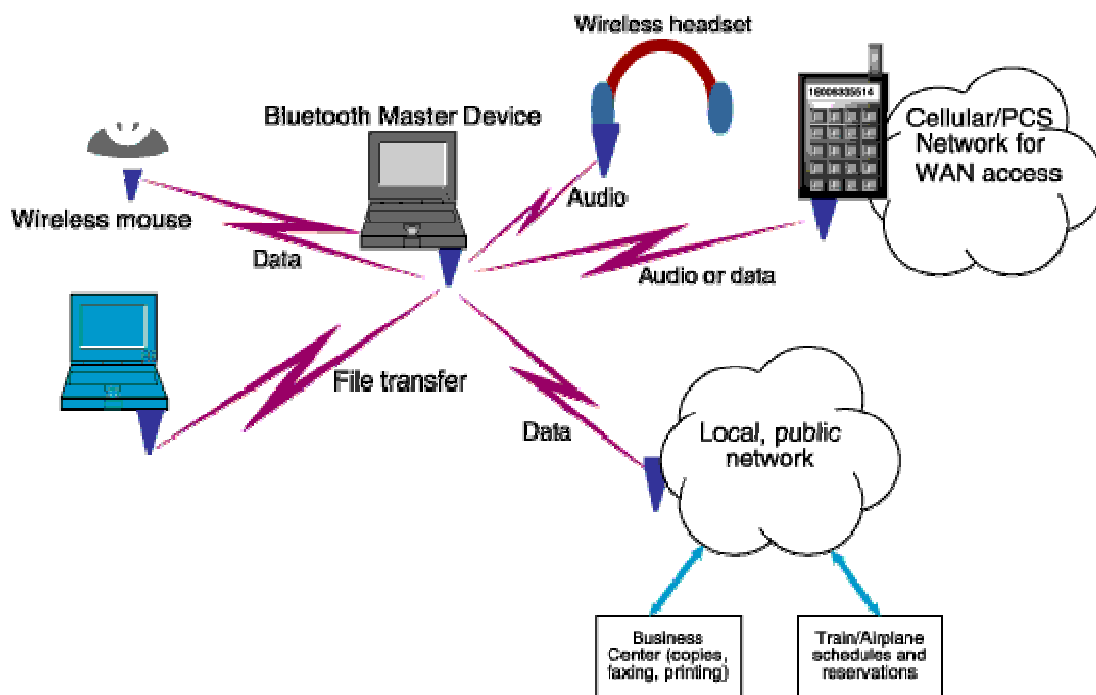 Wireless headset
Bluetooth Master Device
Cellular/PCS
Network for
WAN access
Wireless mouse
Audio
Data
Audio or data
File transfer
Data
Local, public
network
Business
Center (copies,
faxing, printing)
Train/Airplane
schedules and
reservations